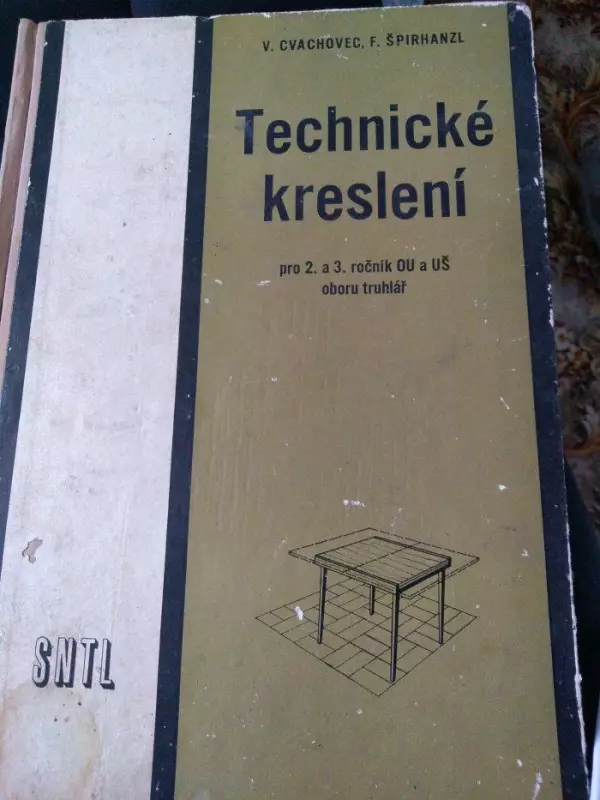 V. CVACHOVEC, F. ŠPIRHANZL
Technické
kreslení
pro 2. a 3. ročník OU a UŠ
oboru truhlář
SNTL